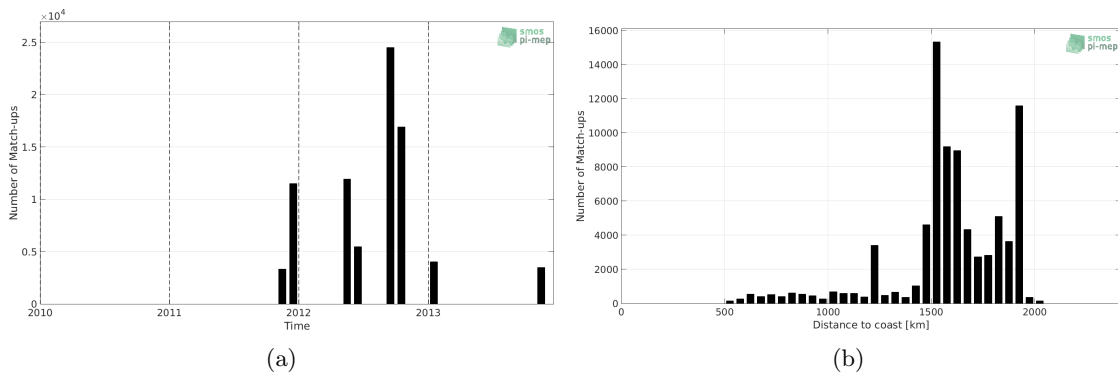 ×10⁴
2.5
2
1.5
1
0.5
0
Number of Match-ups
2010
2011
2012
2013
Time
smos
pi-mep
(a)
16000
14000
12000
10000
8000
6000
4000
2000
0
Number of Match-ups
0
500
1000
1500
2000
Distance to coast [km]
smos
pi-mep
(b)